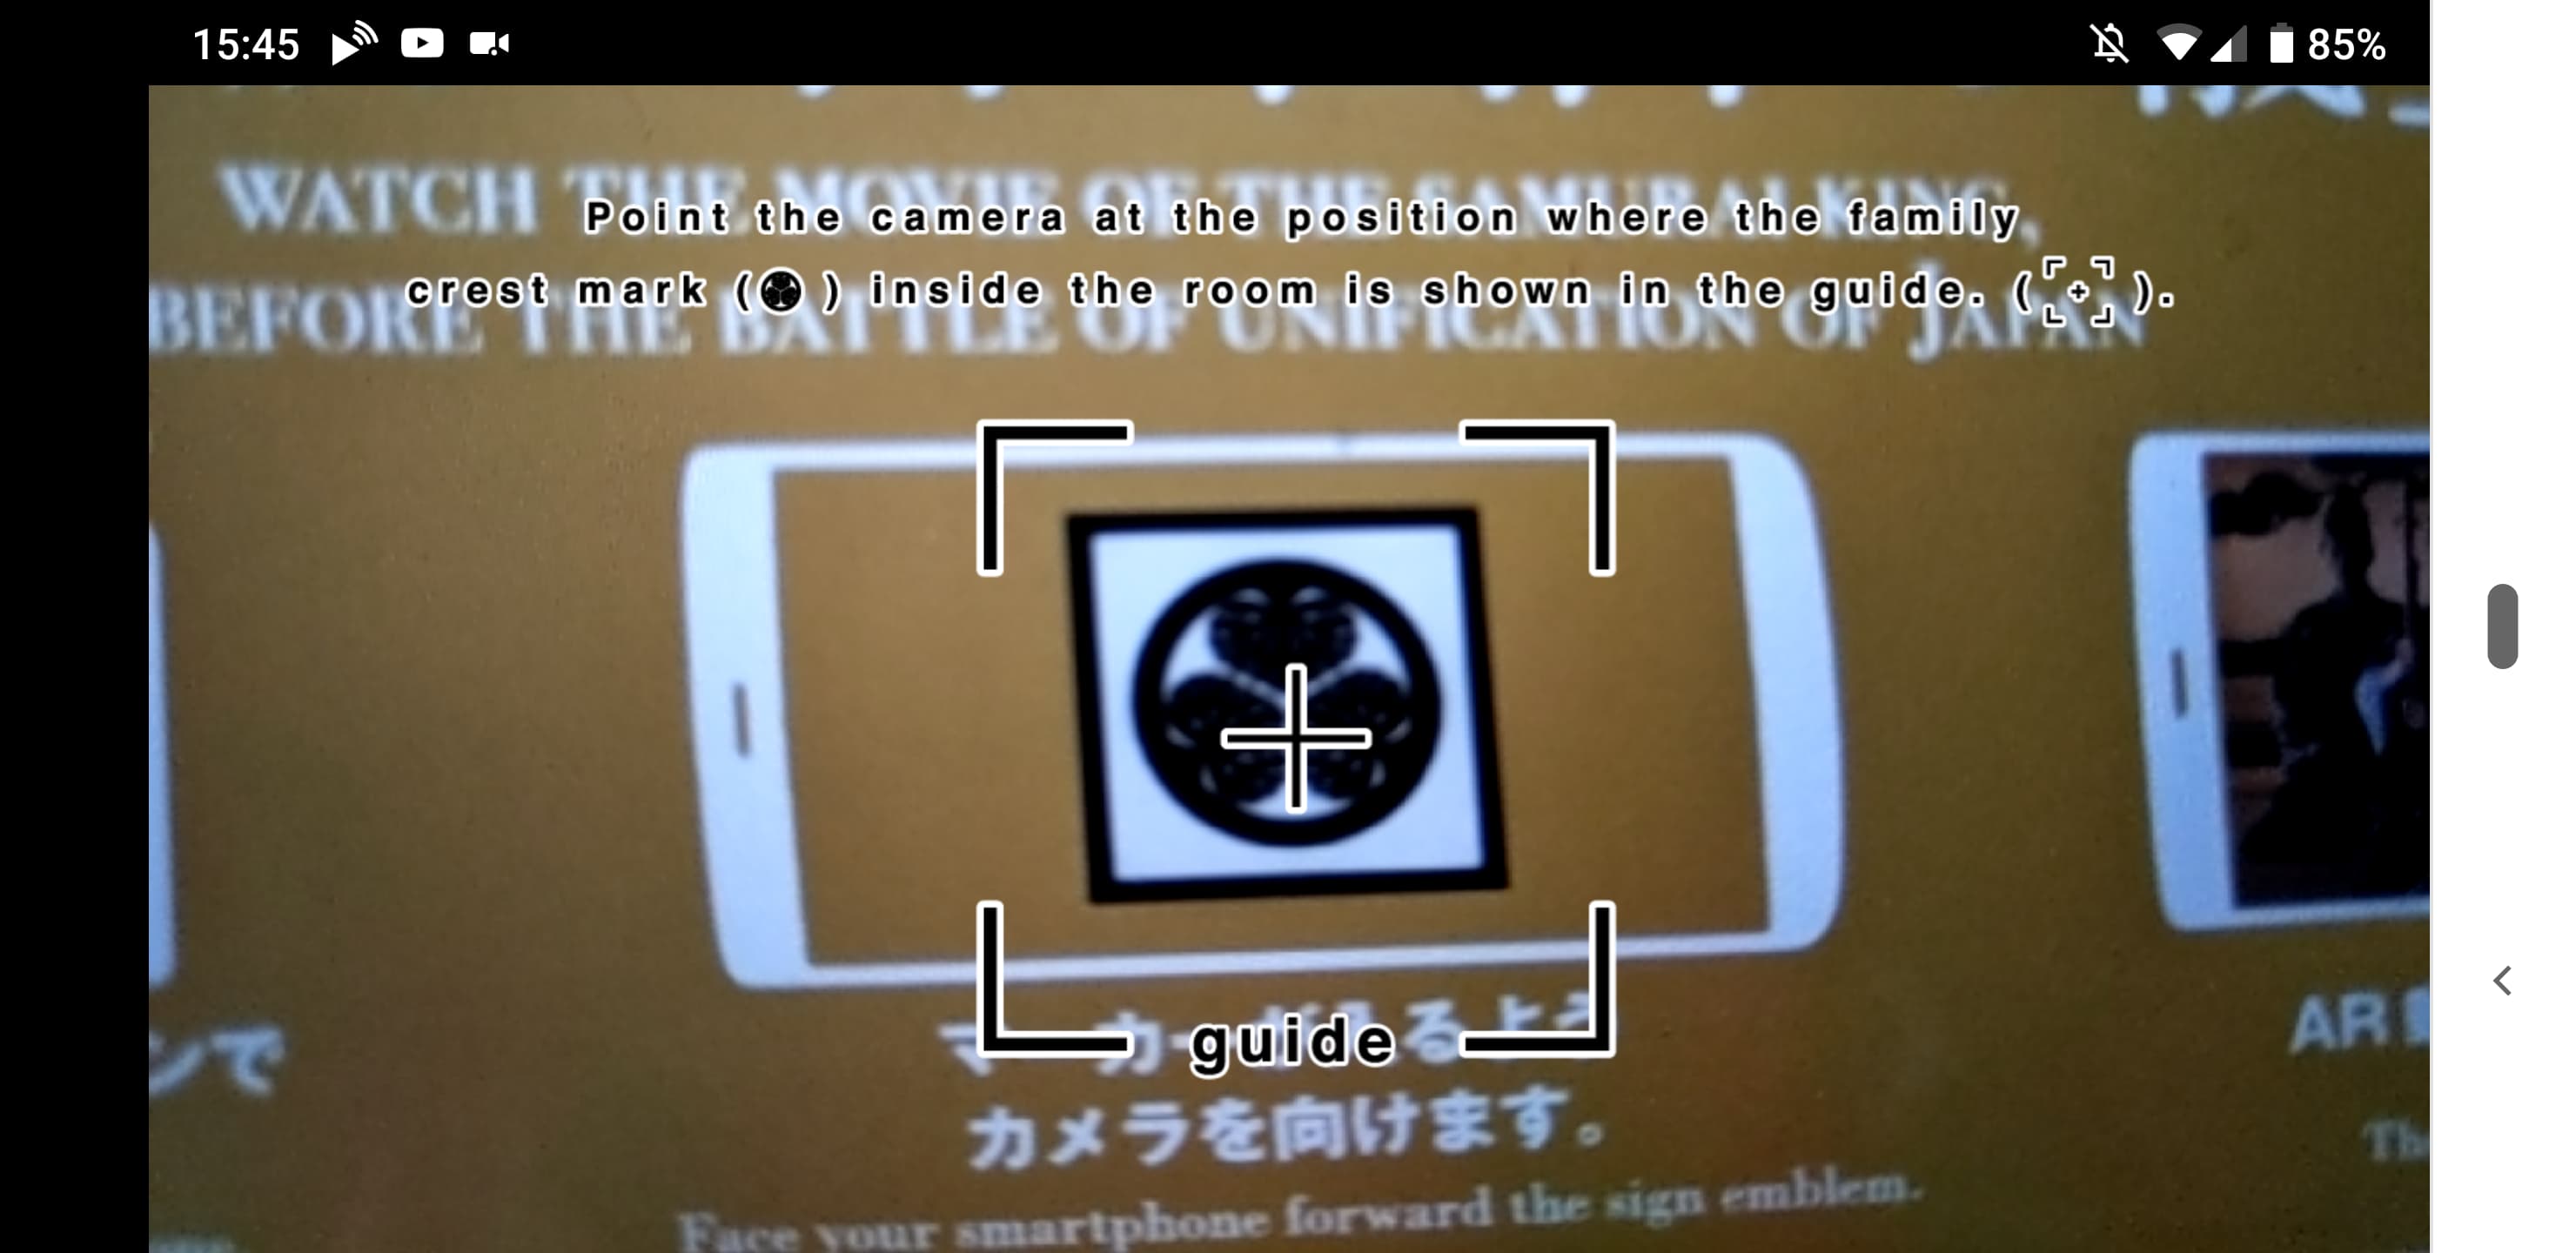 15:45
85%
WATCH THE MOVIE OF THE SAMURAI KING,
Point the camera at the position where the family
crest mark ( ) inside the room is shown in the guide. ( ).
BEFORE THE BATTLE OF UNIFICATION OF JAPAN
guide
マーカーが入るよう
カメラを向けます。
Face your smartphone forward the sign emblem.
ンで
AR
The